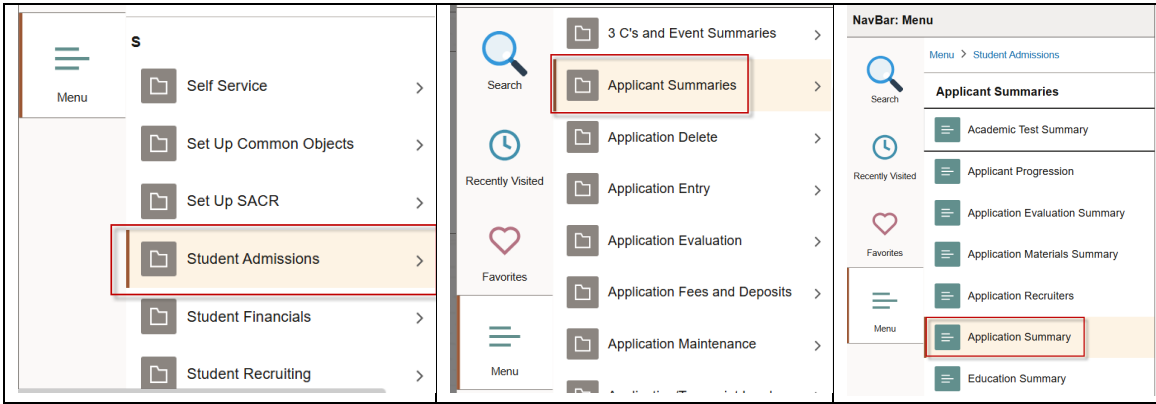 S
Menu
Self Service
Set Up Common Objects
Set Up SACR
Student Admissions
Student Financials
Student Recruiting
Search
Recently Visited
Favorites
Menu
3 C's and Event Summaries
Applicant Summaries
Application Delete
Application Entry
Application Evaluation
Application Fees and Deposits
Application Maintenance
NavBar: Menu
Search
Recently Visited
Favorites
Menu
Menu > Student Admissions
Applicant Summaries
Academic Test Summary
Applicant Progression
Application Evaluation Summary
Application Materials Summary
Application Recruiters
Application Summary
Education Summary